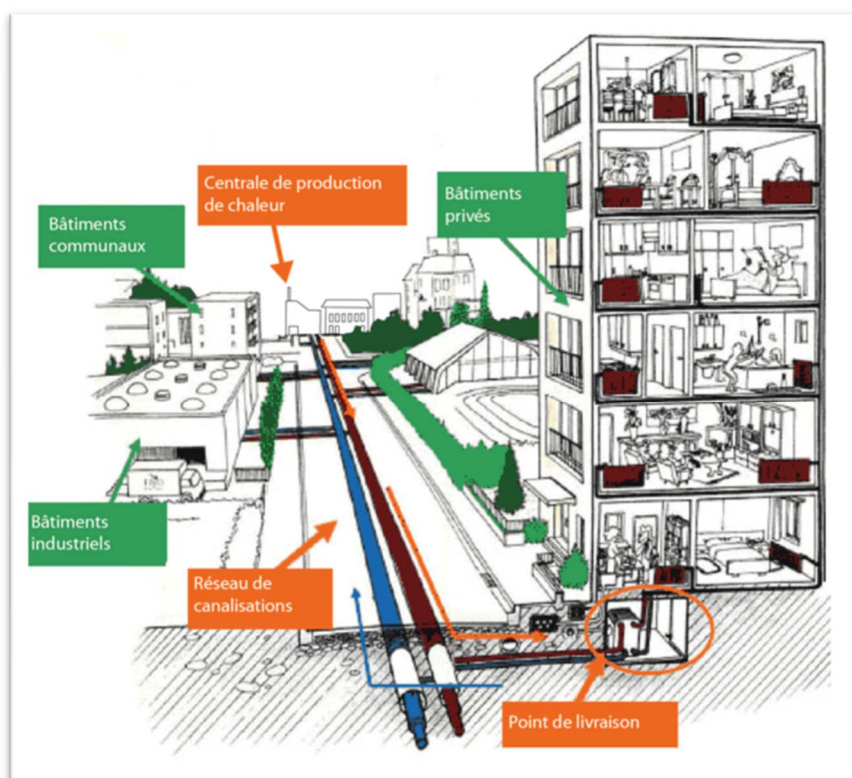 Centrale de production
de chaleur
Bâtiments
privés
Bâtiments
communaux
Bâtiments
industriels
Réseau de
canalisations
Point de livraison